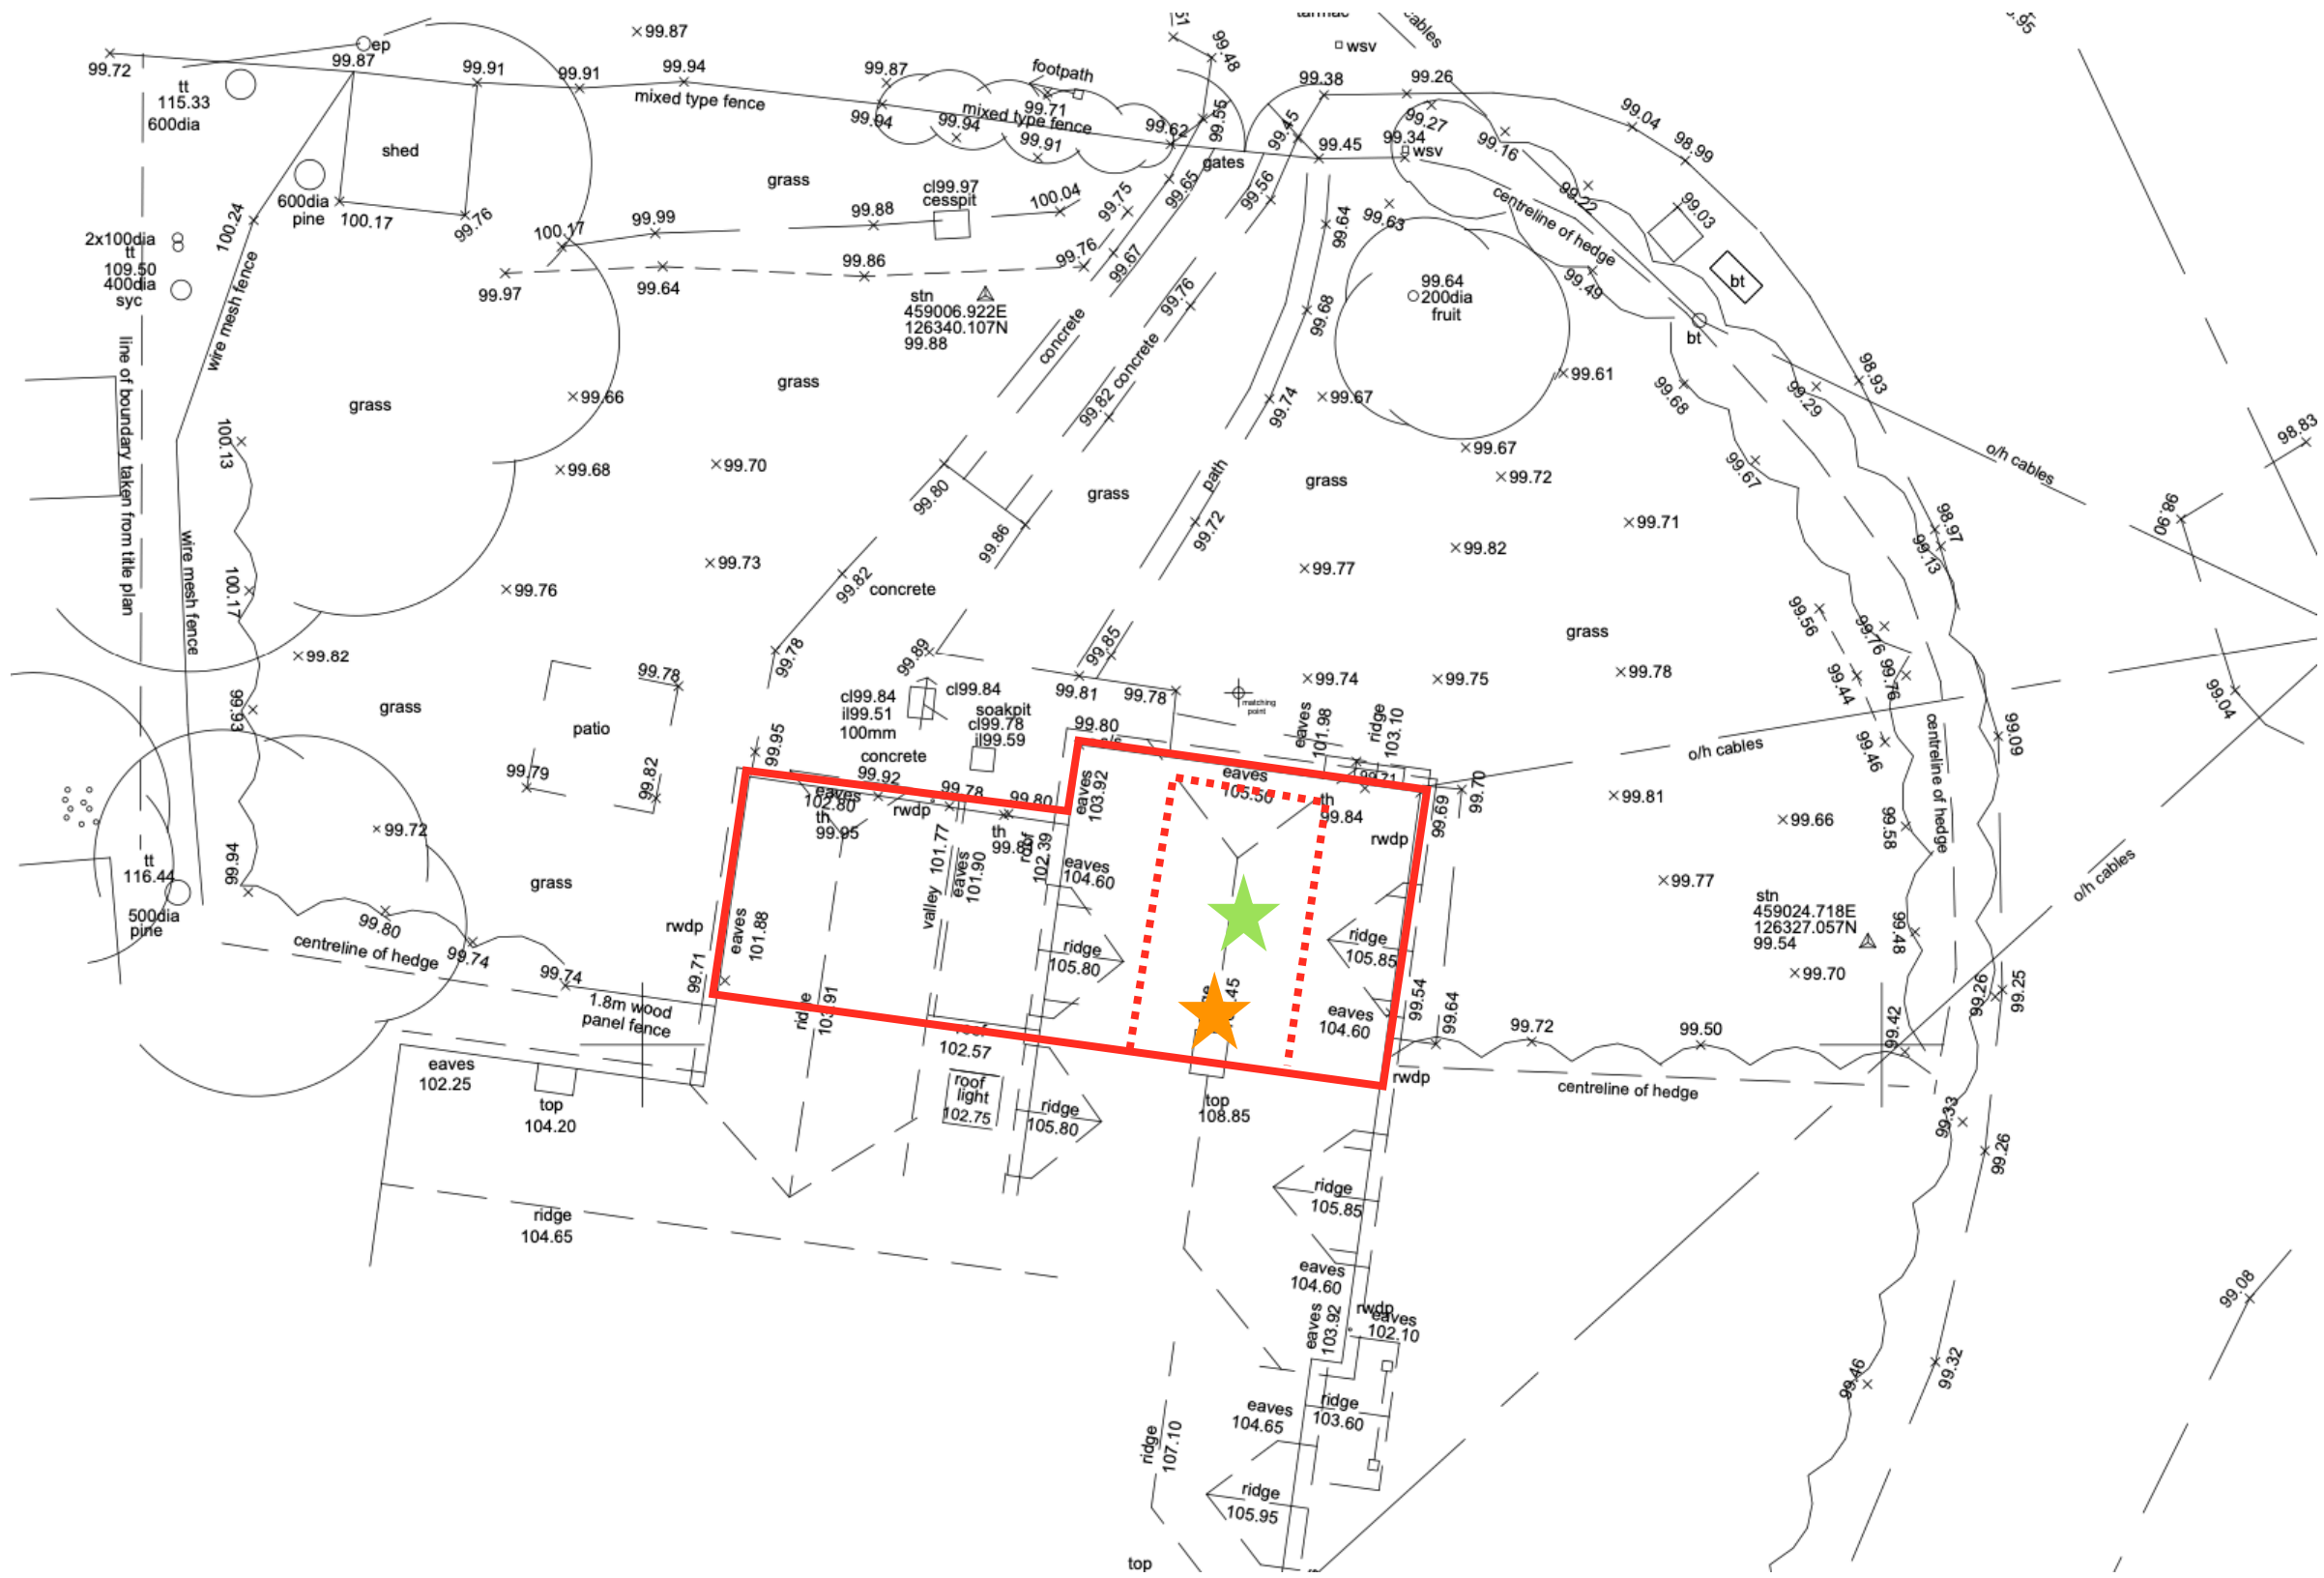 99.72
tt
115.33
600dia
ep
99.87
99.91
99.91
99.94
mixed type fence
99.87
99.87
99.94
mixed type fence
99.94
99.91
footpath
99.71
99.62
99.55
99.48
gates
99.45
99.38
wsv
cables
99.26
99.27
99.34
wsv
99.45
99.16
99.04
98.99
99.22
99.03
bt
bt
centreline of hedge
99.49
shed
600dia
pine
100.17
99.76
100.24
wire mesh fence
2x100dia
tt
109.50
400dia
syc
line of boundary taken from title plan
wire mesh fence
grass
100.17
99.99
99.88
cl99.97
cesspit
100.04
99.75
99.65
99.56
99.64
99.63
99.97
99.64
99.86
99.76
99.67
stn
459006.922E
126340.107N
99.88
concrete
99.76
99.82
concrete
99.68
99.74
99.67
99.64
200dia
fruit
99.61
99.68
99.29
98.93
o/h cables
98.83
98.90
grass
grass
100.13
99.66
99.68
99.70
99.80
99.86
grass
path
99.72
grass
99.67
99.72
99.67
99.71
99.82
99.77
98.97
99.13
100.17
99.76
99.73
99.82
concrete
99.82
99.78
99.89
99.85
99.81
99.78
matching
point
99.74
99.75
99.78
grass
99.56
99.44
99.46
99.76
99.76
99.09
99.04
centreline of hedge
o/h cables
99.93
grass
99.78
patio
99.79
99.82
99.95
cl99.84
il99.51
100mm
cl99.84
soakpit
cl99.78
il99.59
concrete
99.92
99.78
99.80
99.80
eaves
101.98
ridge
103.10
99.70
99.69
99.81
99.66
99.58
99.77
o/h cables
tt
116.44
500dia
pine
99.94
99.72
99.80
99.74
99.74
centreline of hedge
grass
1.8m wood
panel fence
rwdp
99.71
eaves
101.88
eaves
102.80
th
99.95
rwdp
valley 101.77
eaves
101.90
th
roof
102.39
eaves
103.92
eaves
104.60
ridge
105.80
eaves
105.50
th
99.84
rwdp
ridge
105.85
eaves
104.60
99.54
99.64
rwdp
99.72
99.50
99.42
centreline of hedge
stn
459024.718E
126327.057N
99.54
99.70
99.48
99.26
99.25
99.33
99.26
eaves
102.25
top
104.20
ridge
104.65
102.57
roof
light
102.75
ridge
105.80
top
108.85
ridge
105.85
eaves
104.60
eaves
103.92
rwdp
eaves
102.10
ridge
103.60
eaves
104.65
ridge
107.10
ridge
105.95
top
99.46
99.32
99.08